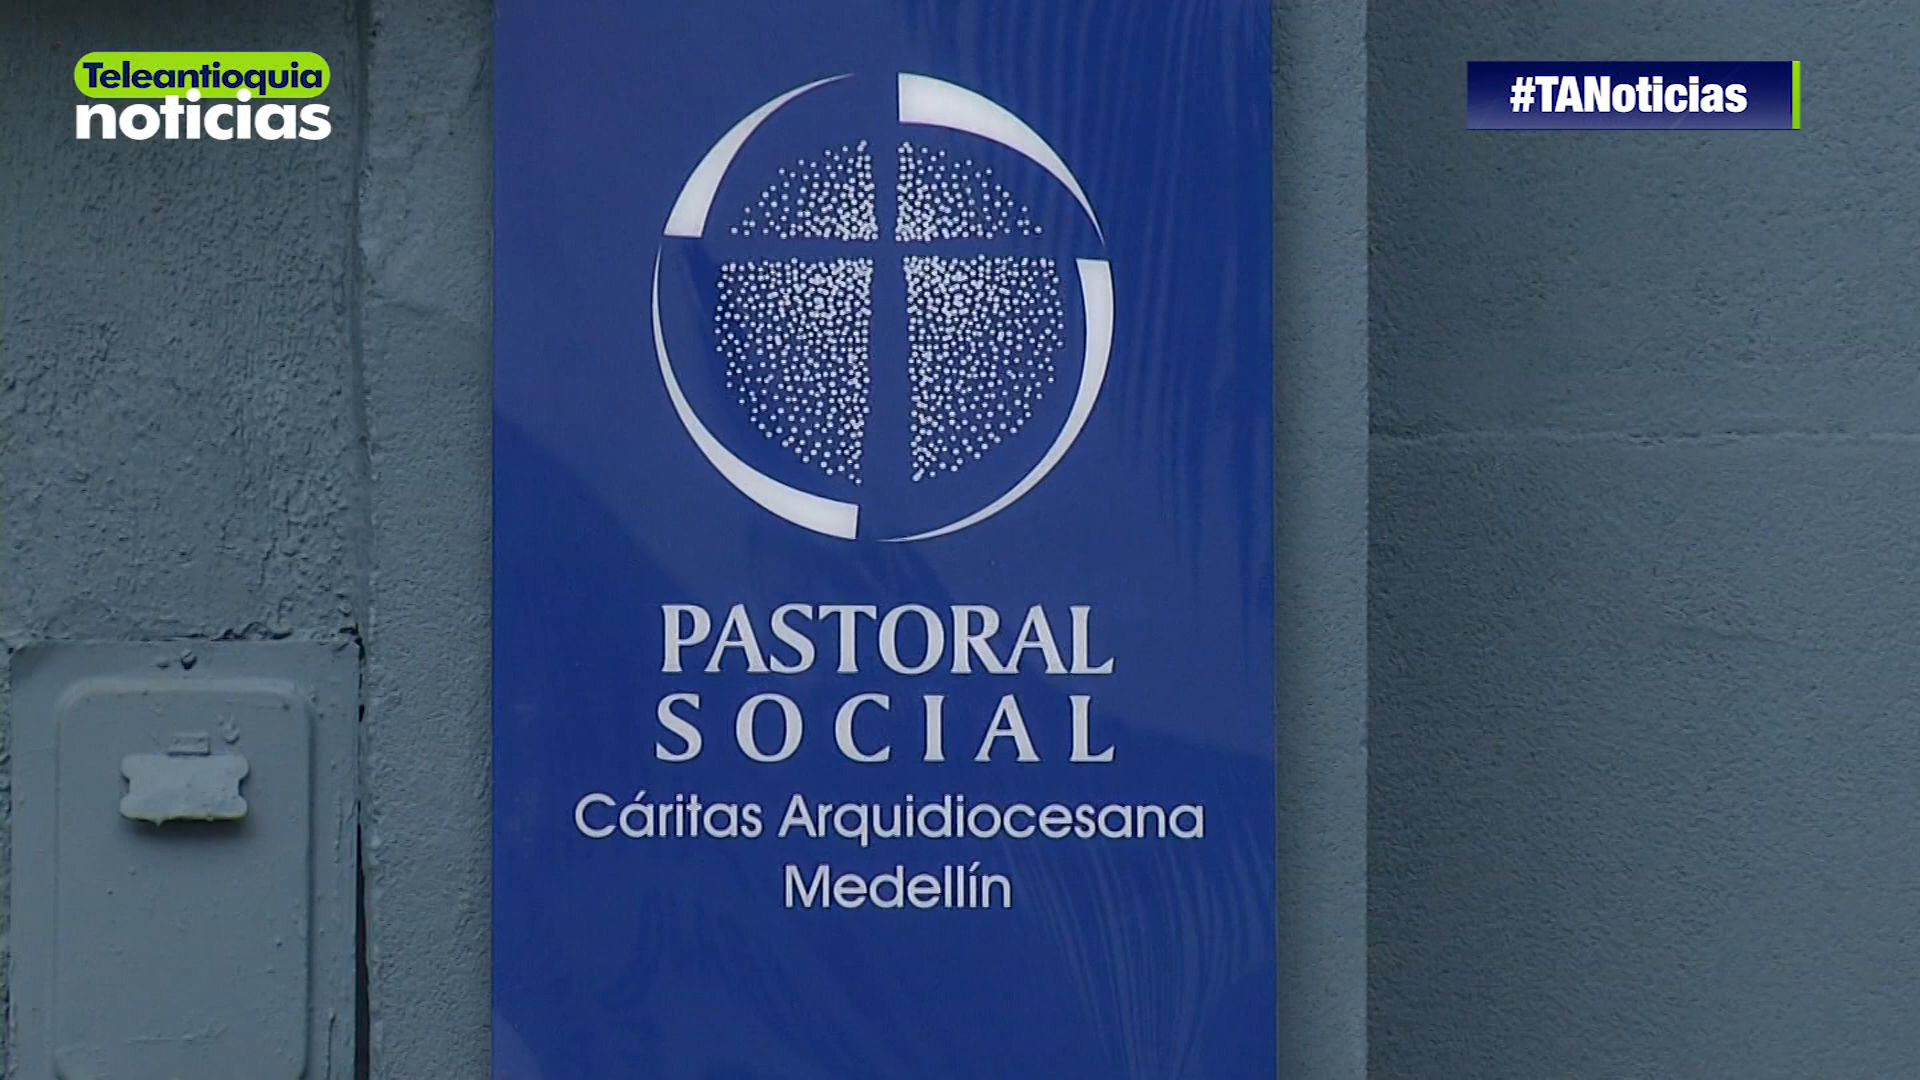 Teleantioquia
noticias
#TANoticias
PASTORAL
SOCIAL
Cáritas Arquidiocesana
Medellín